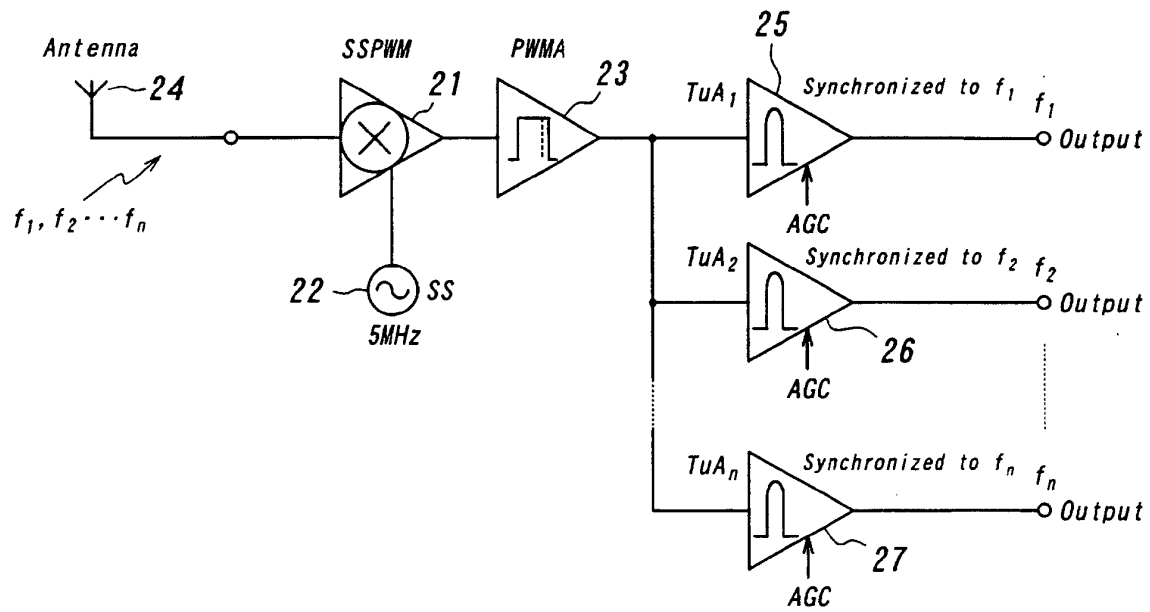 Antenna
24
f1, f2 ··· fn
SSPWM
21
22
SS
5MHz
PWMA
23
25
TuA1
Synchronized to f1
f1
Output
AGC
TuA2
Synchronized to f2
f2
Output
26
AGC
TuAn
Synchronized to fn
fn
Output
27
AGC